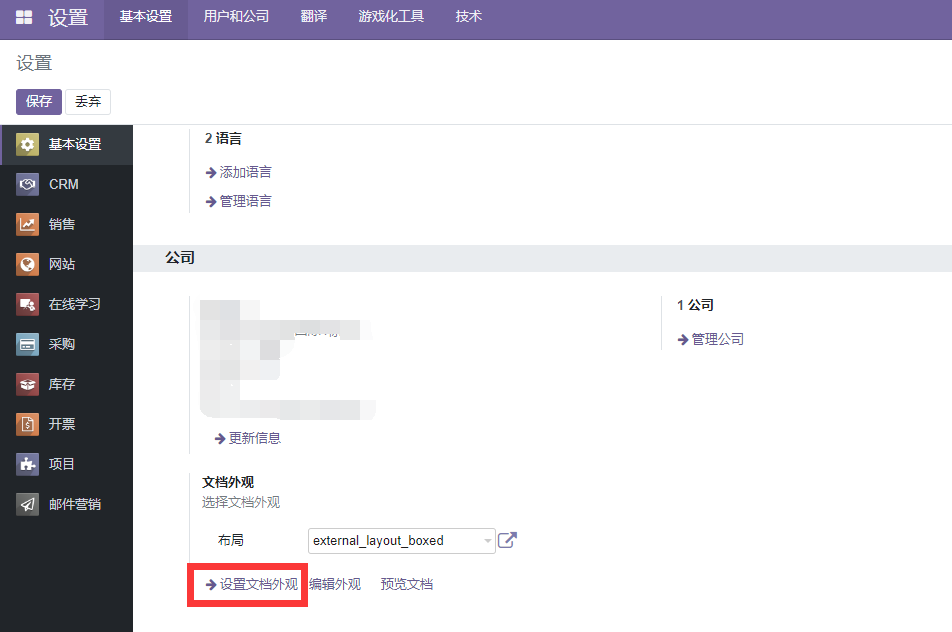 设置 基本设置 用户和公司 翻译 游戏化工具 技术
设置
保存 丢弃
基本设置
CRM
销售
网站
在线学习
采购
库存
开票
项目
邮件营销
2 语言
添加语言
管理语言
公司
1 公司
管理公司
更新信息
文档外观
选择文档外观
布局 external_layout_boxed
设置文档外观 编辑外观 预览文档